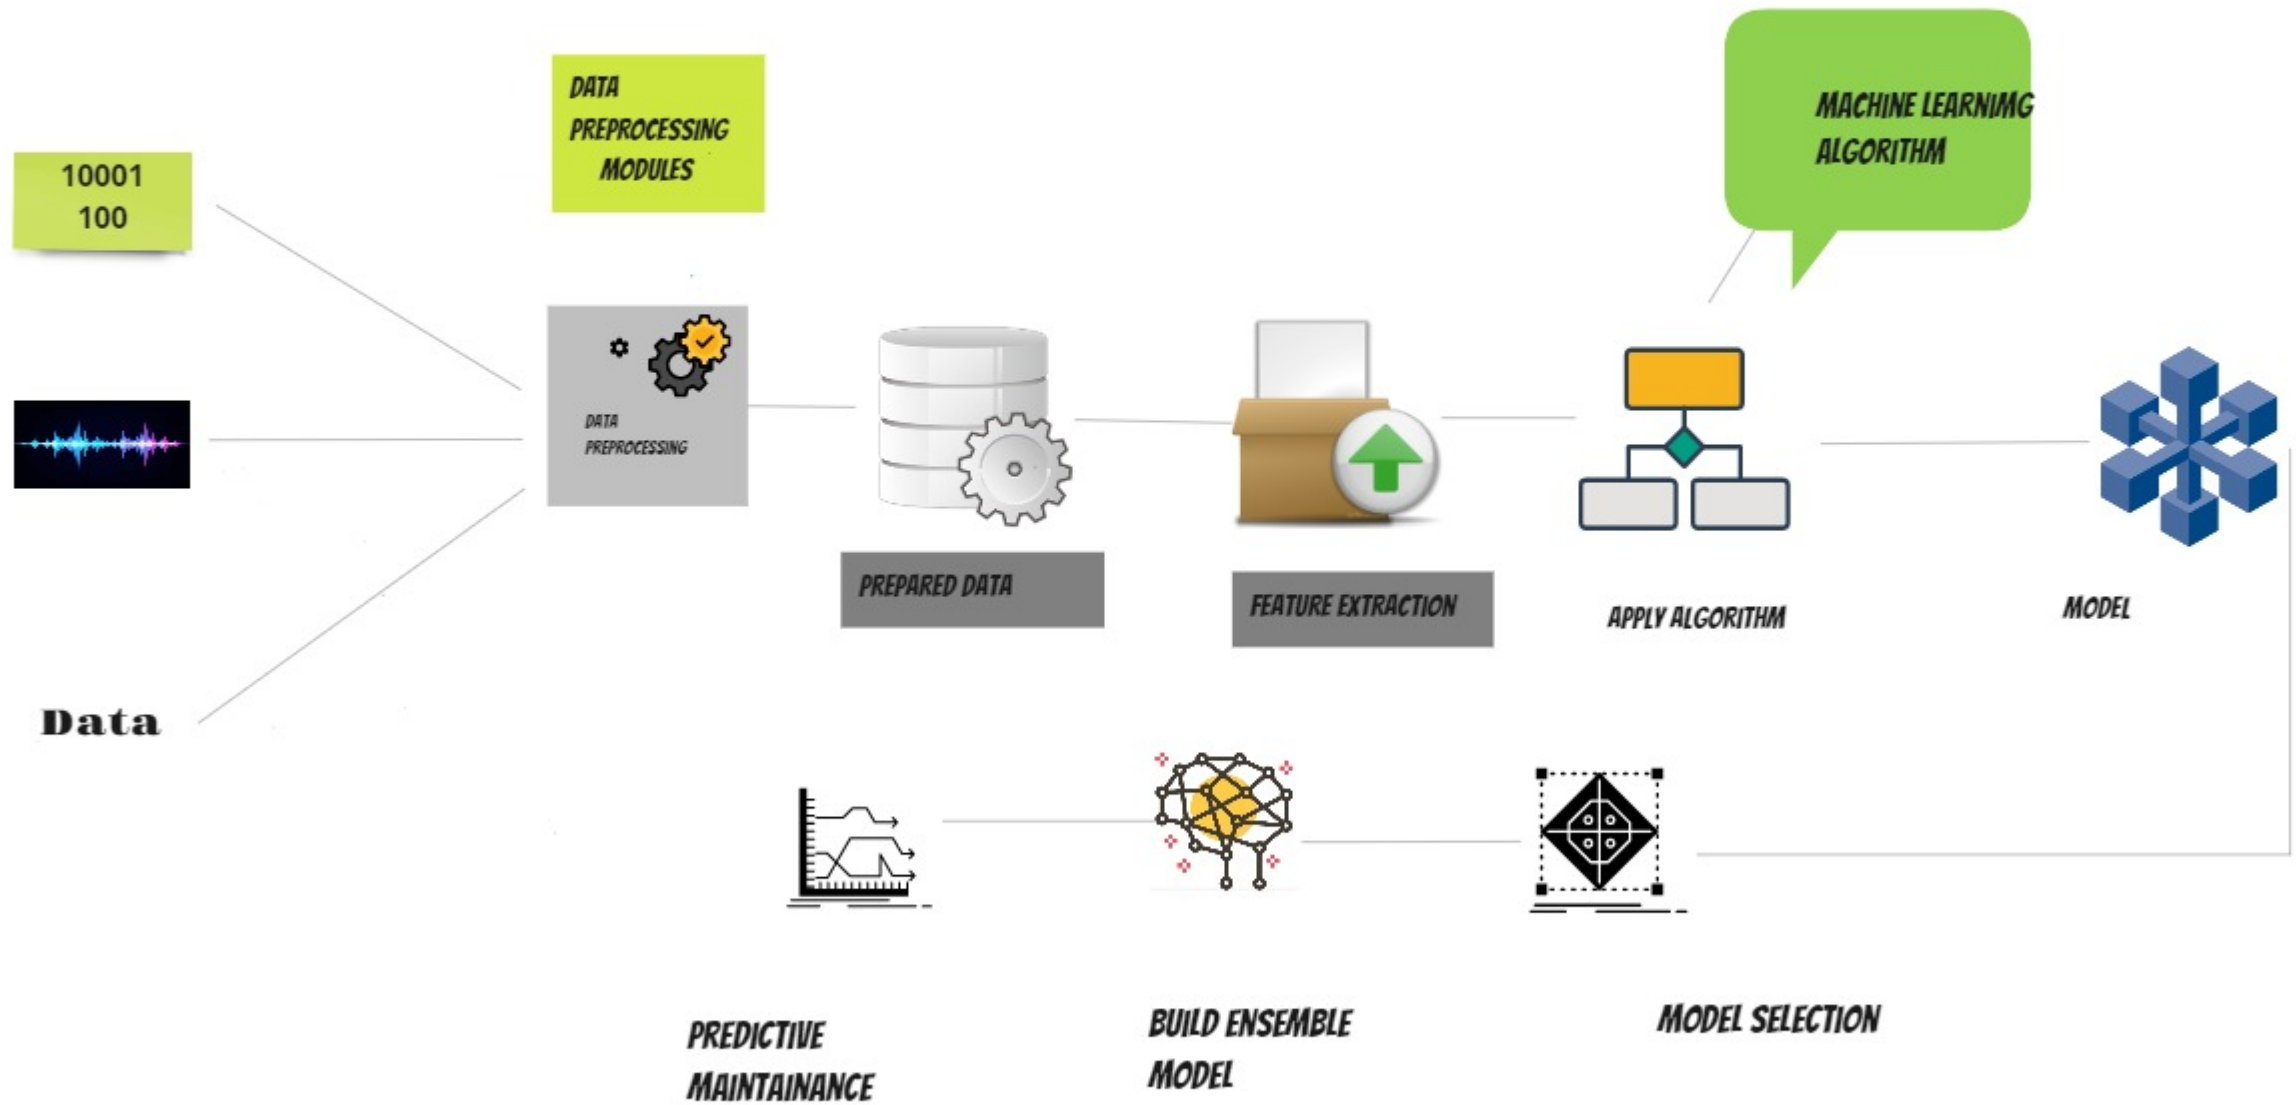 DATA
PREPROCESSING
MODULES
MACHINE LEARNIMG
ALGORITHM
10001
100
DATA
PREPROCESSING
PREPARED DATA
FEATURE EXTRACTION
APPLY ALGORITHM
MODEL
Data
PREDICTIVE
MAINTAINANCE
BUILD ENSEMBLE
MODEL
MODEL SELECTION